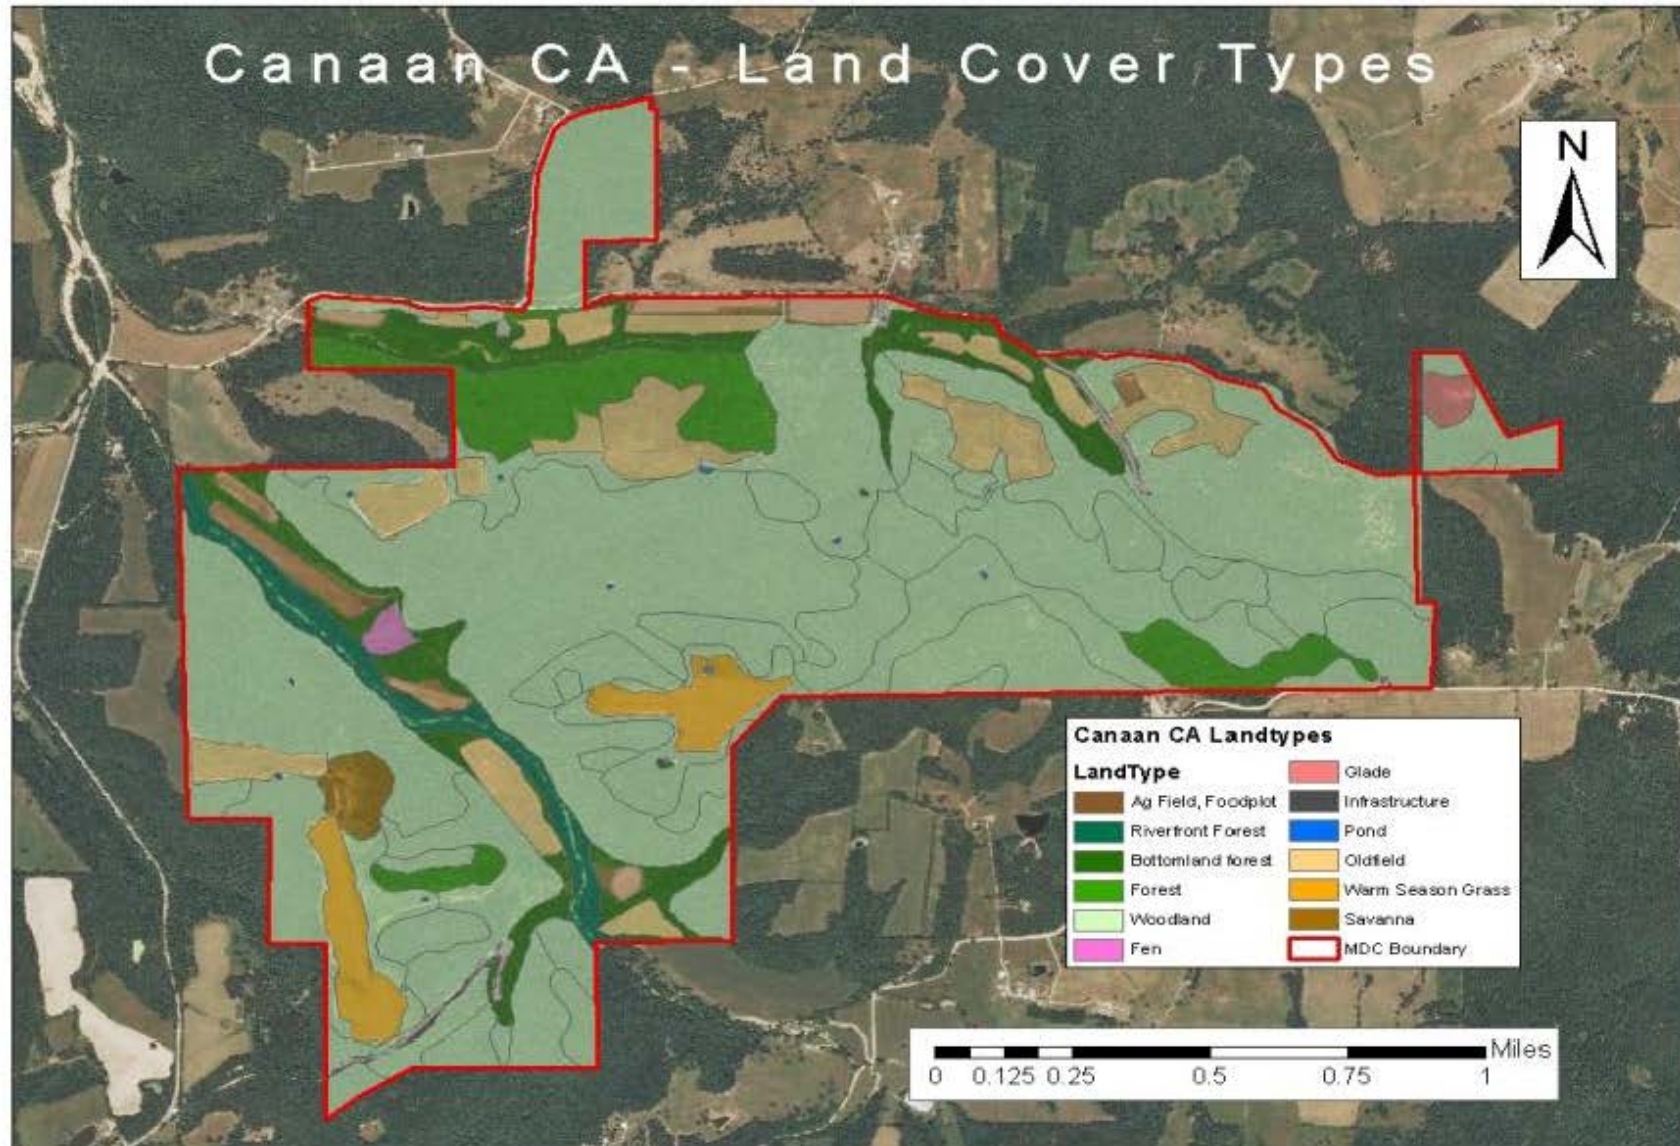 Canaan CA - Land Cover Types
N
Canaan CA Landtypes
LandType
Ag Field, Foodplot
Riverfront Forest
Bottomland forest
Forest
Woodland
Fen
Glade
Infrastructure
Pond
Oldfield
Warm Season Grass
Savanna
MDC Boundary
Miles
0 0.125 0.25 0.5 0.75 1